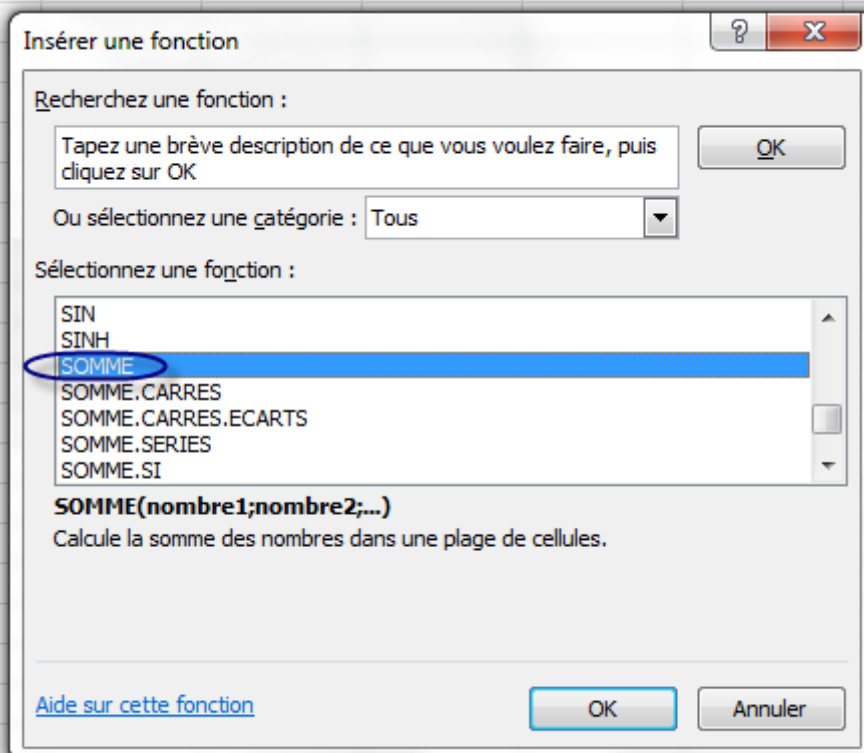 Insérer une fonction
Recherchez une fonction :
Tapez une brève description de ce que vous voulez faire, puis
cliquez sur OK
OK
Ou sélectionnez une catégorie : Tous
Sélectionnez une fonction :
SIN
SINH
SOMME
SOMME.CARRES
SOMME.CARRES.ECARTS
SOMME.SERIES
SOMME.SI
SOMME(nombre1;nombre2;...)
Calcule la somme des nombres dans une plage de cellules.
Aide sur cette fonction
OK
Annuler